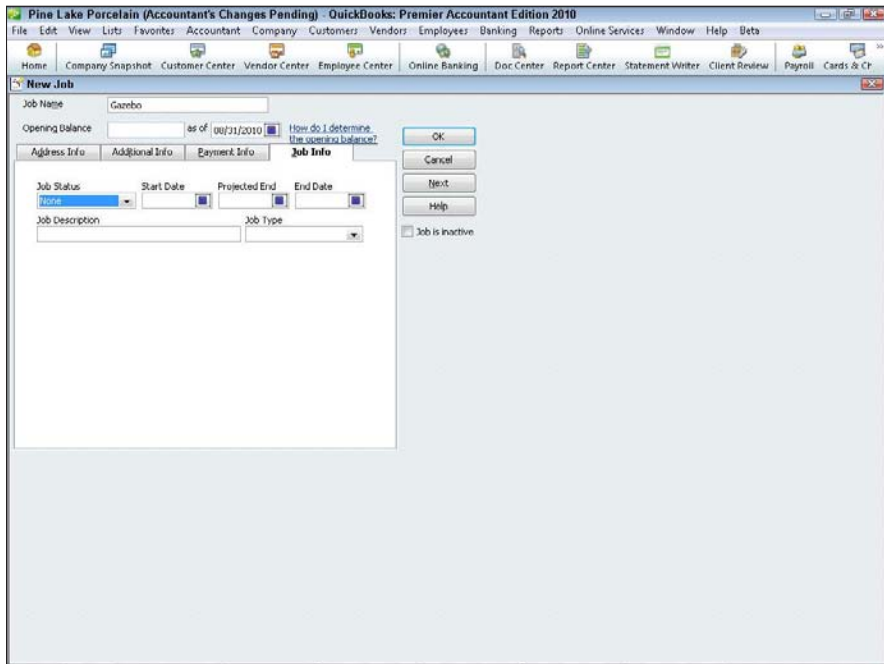 Pine Lake Porcelain (Accountant's Changes Pending) - QuickBooks: Premier Accountant Edition 2010
File Edit View Lists Favorites Accountant Company Customers Vendors Employees Banking Reports Online Services Window Help Beta
Home Company Snapshot Customer Center Vendor Center Employee Center Online Banking Doc Center Report Center Statement Writer Client Review Payroll Cards & Ch
New Job
Job Name Gazebo
Opening Balance as of 08/31/2010 How do I determine
the opening balance?
OK
Address Info Additional Info Payment Info Job Info
Cancel
Job Status Start Date Projected End End Date
Next
None
Help
Job Description Job Type
Job is inactive